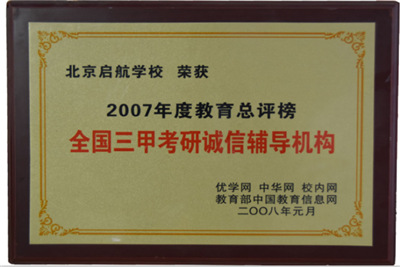 北京启航学校 荣获
2007年度教育总评榜
全国三甲考研诚信辅导机构
优学网 中华网 校内网
教育部中国教育信息网
二〇〇八年元月